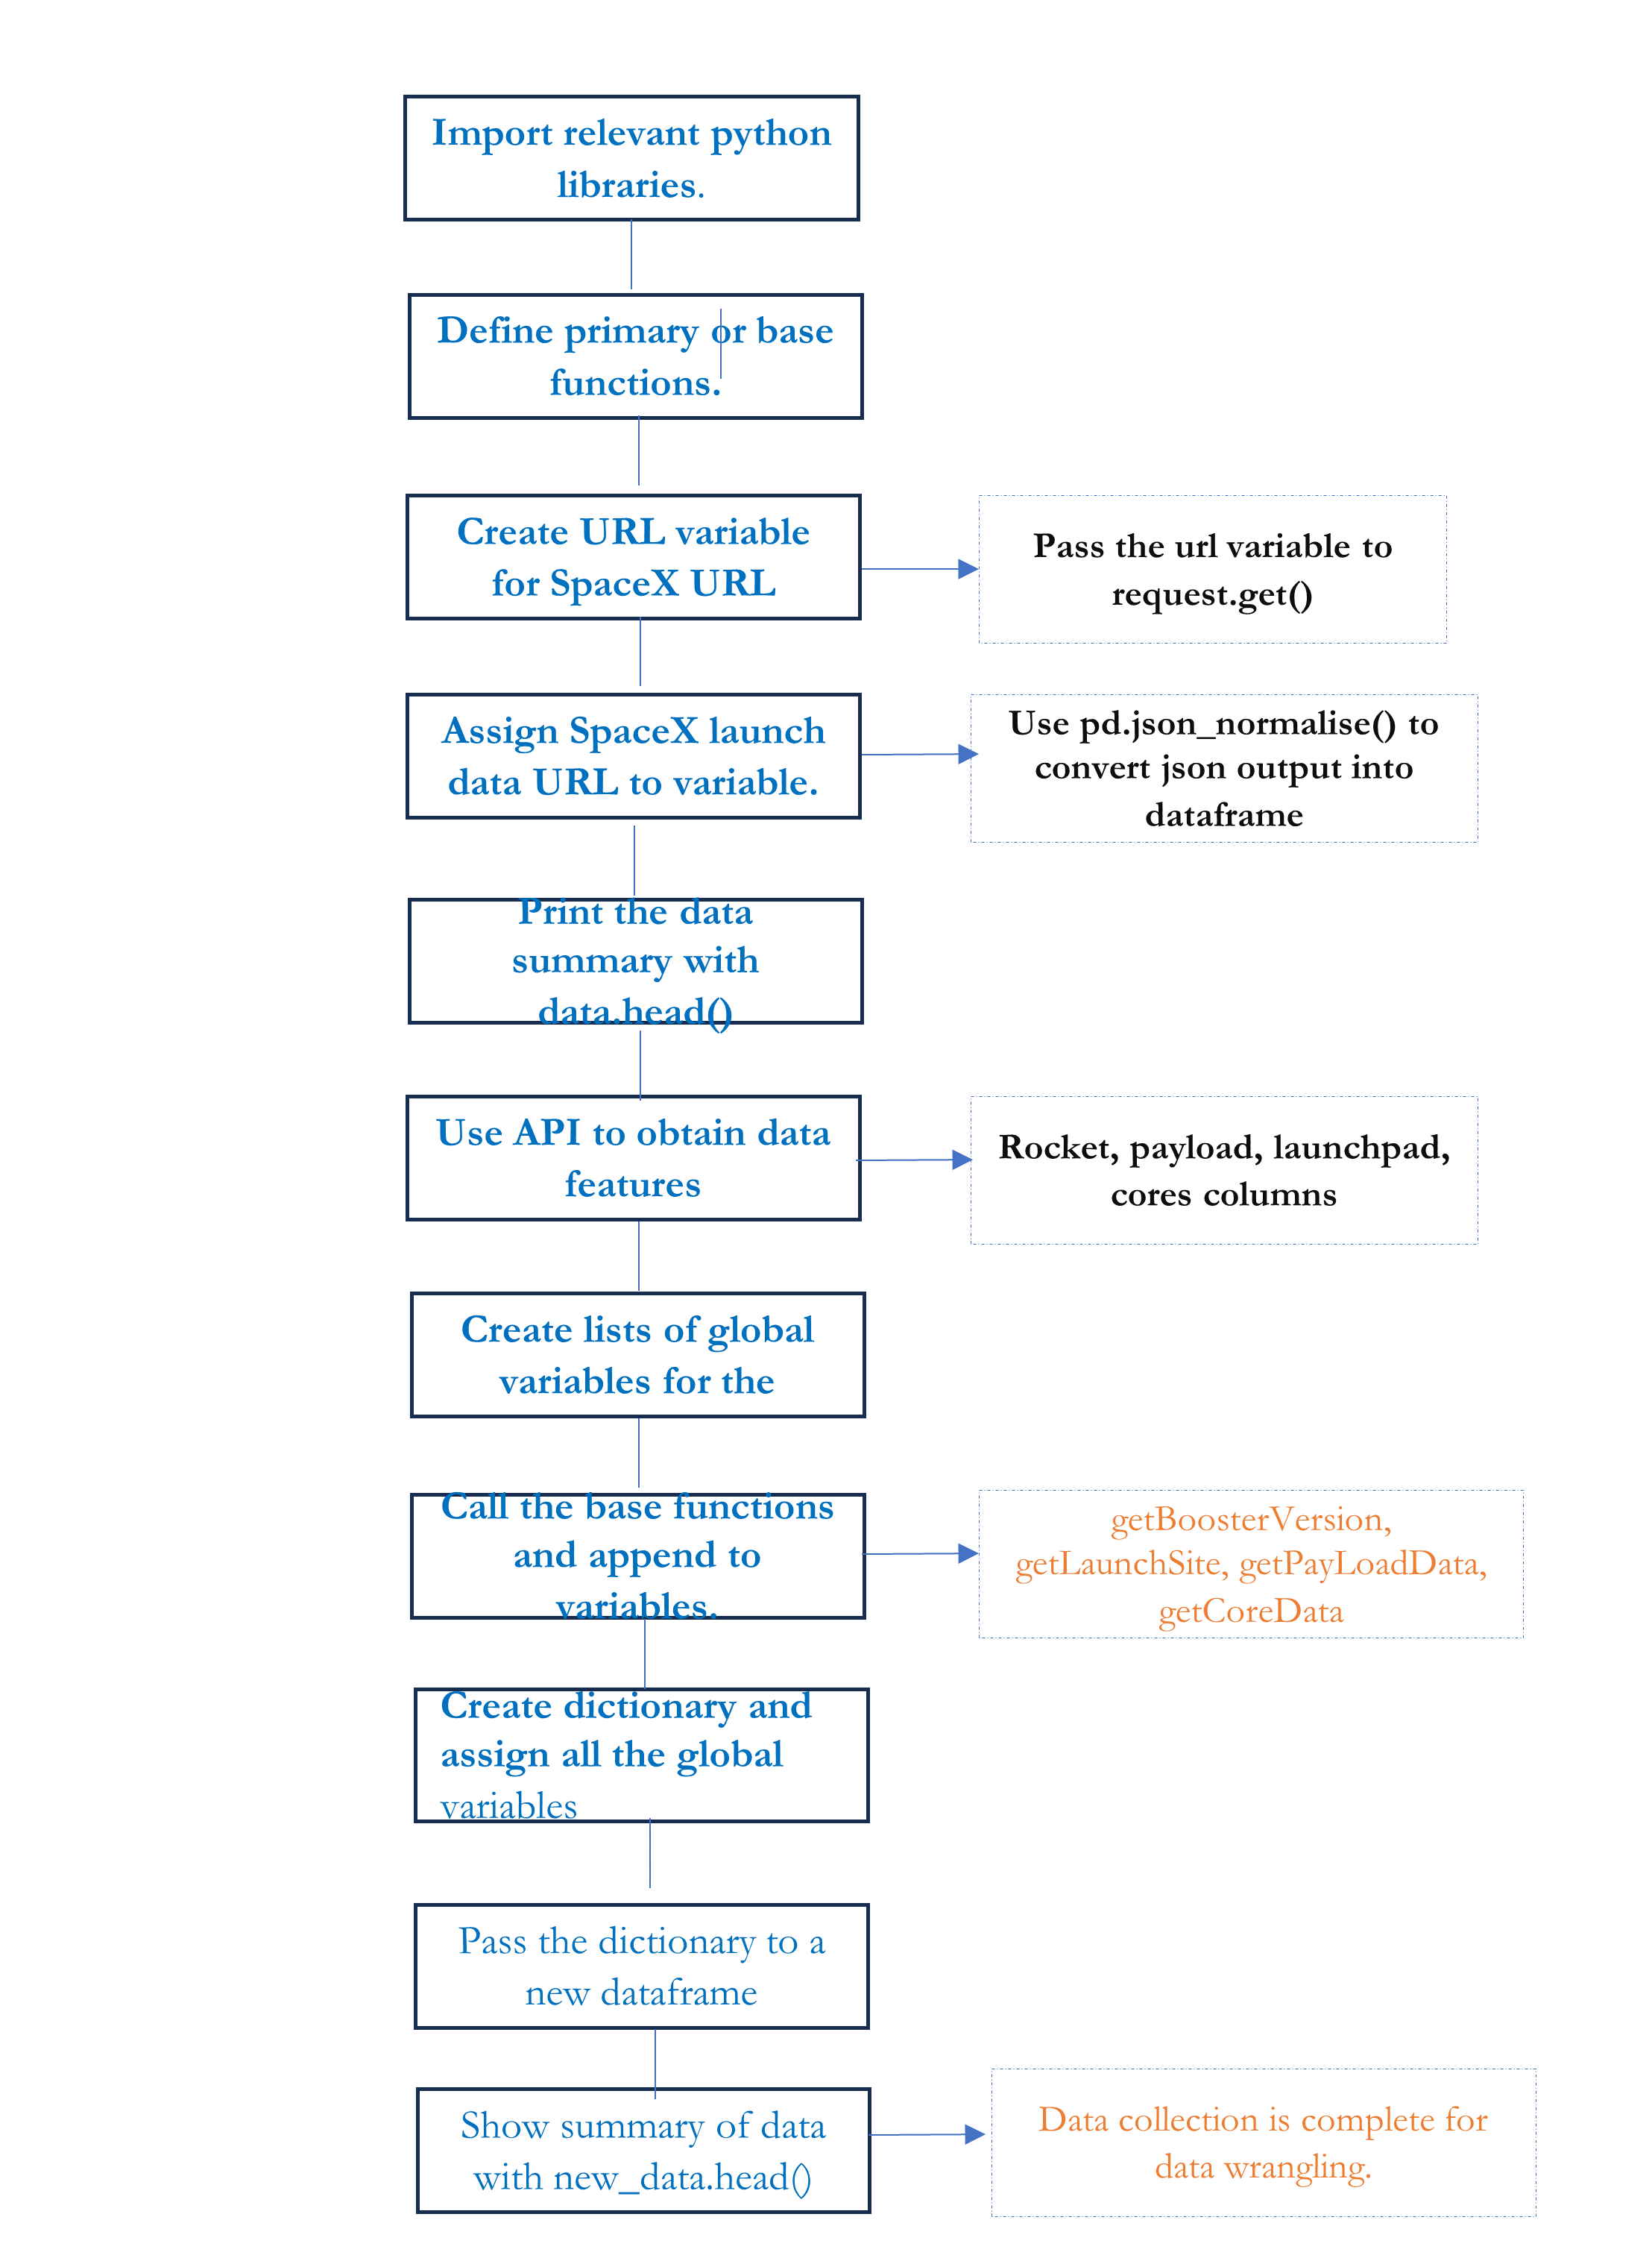 Import relevant python
libraries.
Define primary or base
functions.
Create URL variable
for SpaceX URL
Pass the url variable to
request.get()
Assign SpaceX launch
data URL to variable.
Use pd.json_normalise() to
convert json output into
dataframe
Print the data
summary with
data.head()
Use API to obtain data
features
Rocket, payload, launchpad,
cores columns
Create lists of global
variables for the
Call the base functions
and append to
variables.
getBoosterVersion,
getLaunchSite, getPayLoadData,
getCoreData
Create dictionary and
assign all the global
variables
Pass the dictionary to a
new dataframe
Show summary of data
with new_data.head()
Data collection is complete for
data wrangling.